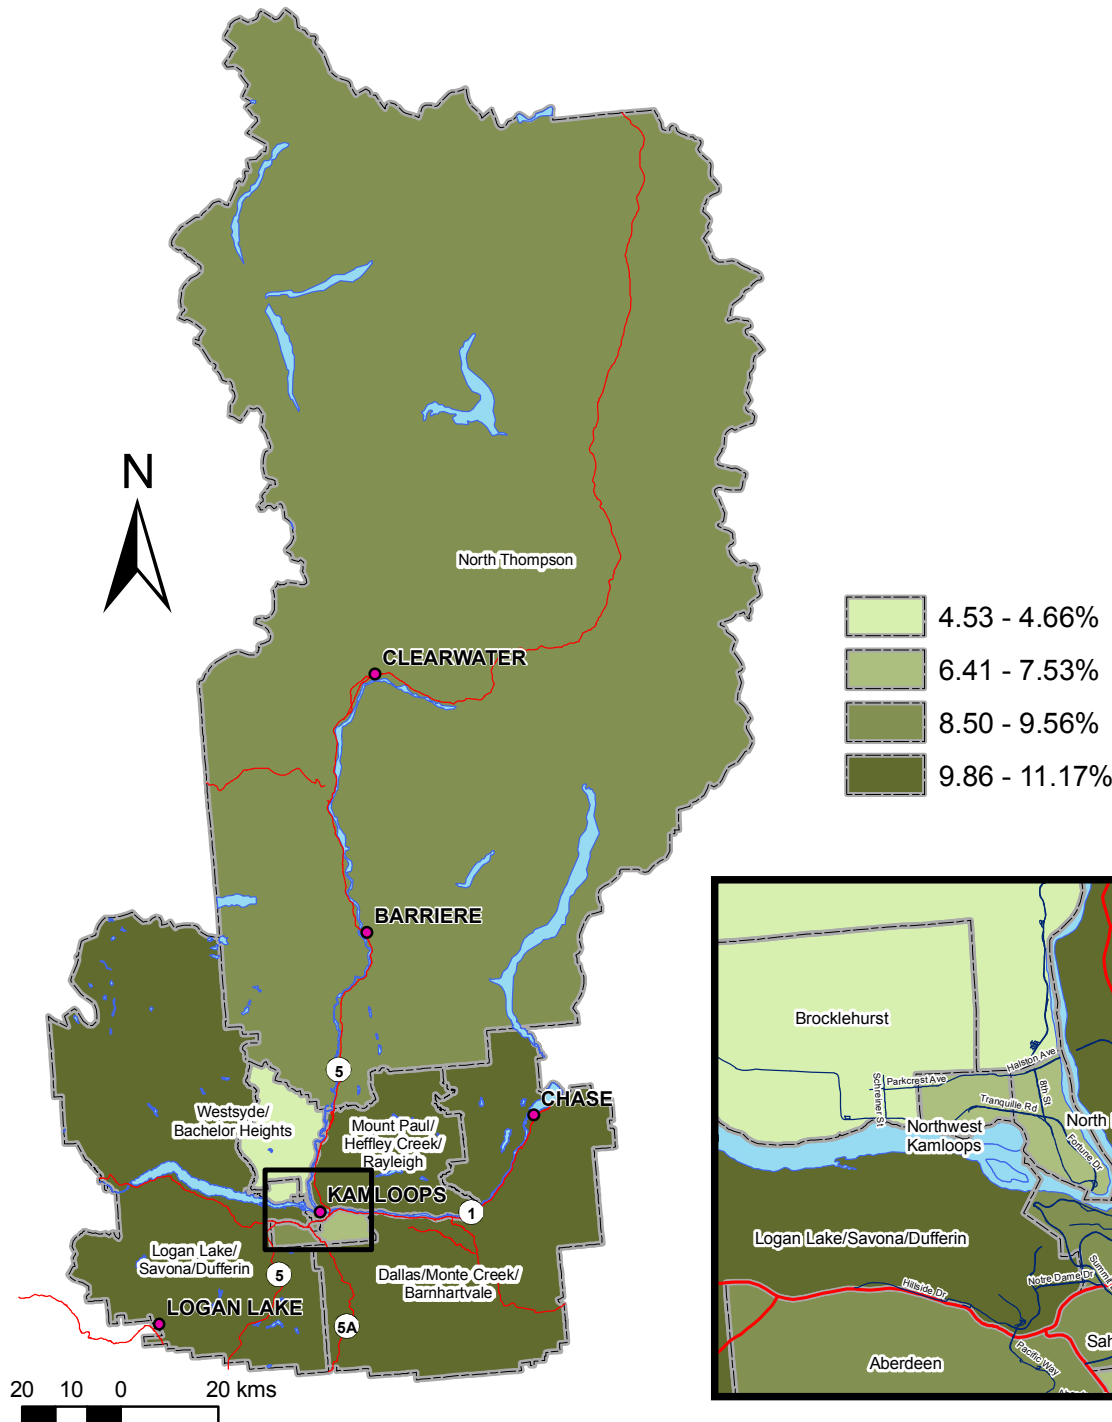 N
North Thompson
CLEARWATER
4.53 - 4.66%
6.41 - 7.53%
8.50 - 9.56%
9.86 - 11.17%
BARRIERE
5
CHASE
Westsyde/
Bachelor Heights
Mount Paul/
Heffley Creek/
Rayleigh
KAMLOOPS
1
Logan Lake/
Savona/Dufferin
5
Dallas/Monte Creek/
Barnhartvale
LOGAN LAKE
5A
20 10 0 20 kms
Brocklehurst
Halston Ave
Schreiner St
Parkcrest Ave
8th St
Tranquille Rd
North
Northwest
Kamloops
Fortune Dr
Logan Lake/Savona/Dufferin
Summit
Notre Dame Dr
Hillside Dr
Sah
Pacific Way
Aberdeen